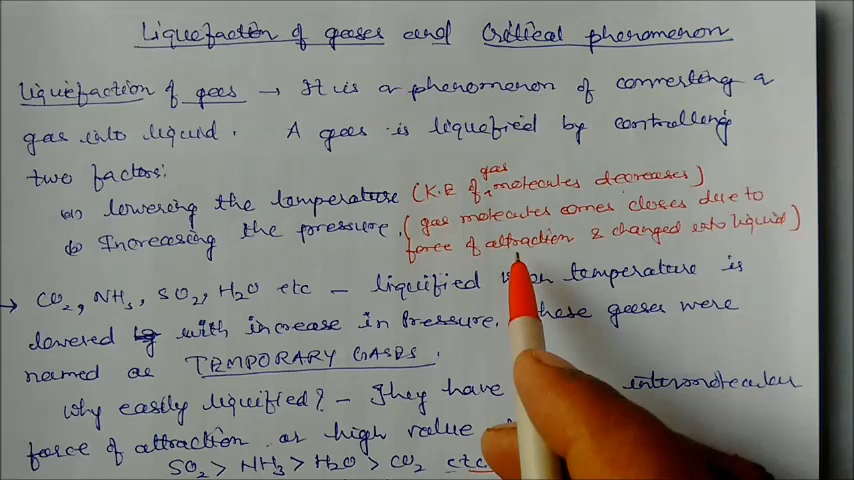 Liquefaction of gases and Critical phenomenon
Liquefaction of gases → It is a phenomenon of converting a
gas into liquid. A gas is liquefied by controlling
two factors:
(a) lowering the temperature (K.E of gas molecules decreases)
(b) Increasing the pressure. (gas molecules comes closes due to
force of attraction & changed into liquid)
→ CO2, NH3, SO2, H2O etc - liquified when temperature is
lowered with increase in Pressure. These gases were
named as TEMPORARY GASES.
Why easily liquified? - They have intermolecular
force of attraction or high value
SO2 > NH3 > H2O > CO2 etc